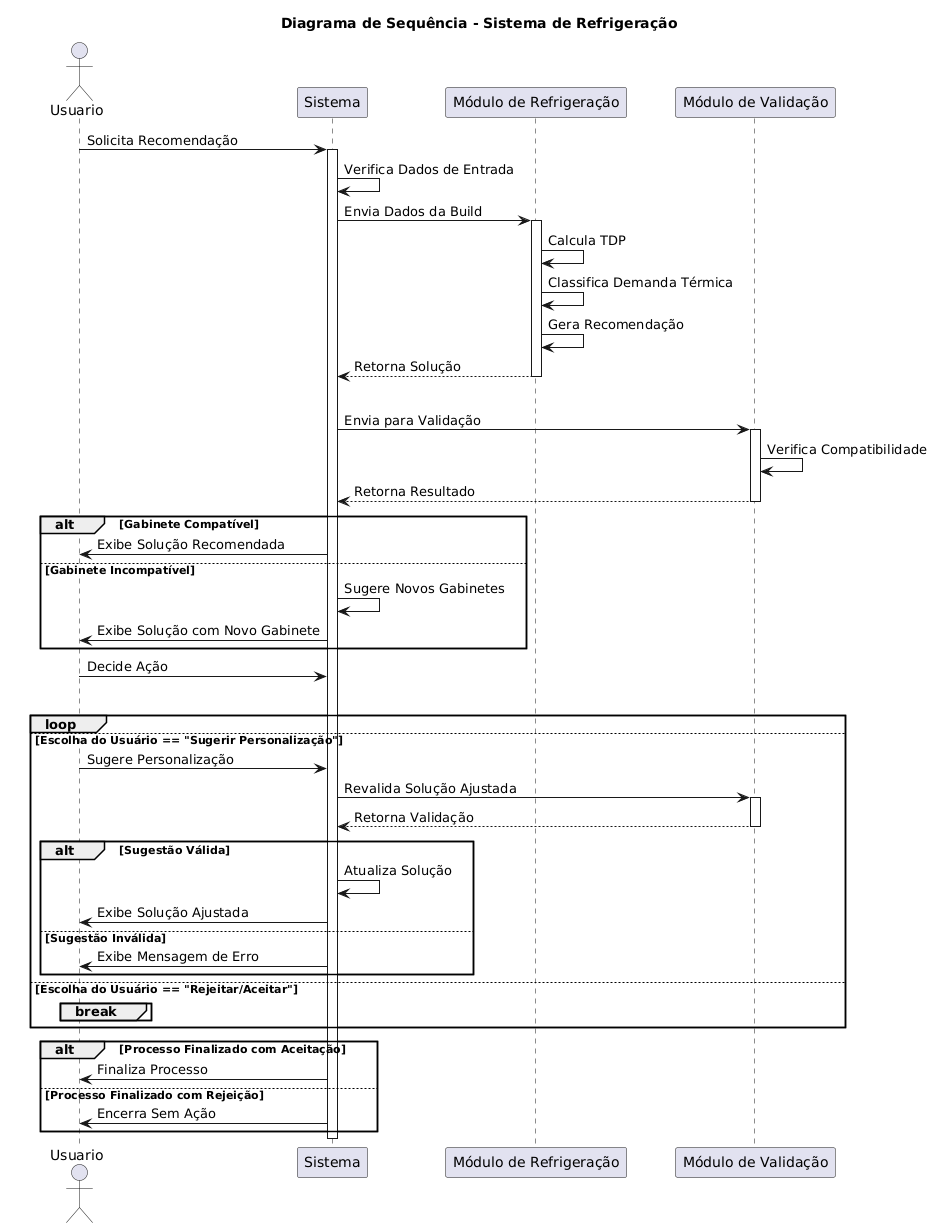 Diagrama de Sequência - Sistema de Refrigeração
Usuario
Sistema
Módulo de Refrigeração
Módulo de Validação
Solicita Recomendação
Verifica Dados de Entrada
Envia Dados da Build
Calcula TDP
Classifica Demanda Térmica
Gera Recomendação
Retorna Solução
Envia para Validação
Verifica Compatibilidade
Retorna Resultado
alt [Gabinete Compatível]
Exibe Solução Recomendada
[Gabinete Incompatível]
Sugere Novos Gabinetes
Exibe Solução com Novo Gabinete
Decide Ação
loop
[Escolha do Usuário == "Sugerir Personalização"]
Sugere Personalização
Revalida Solução Ajustada
Retorna Validação
alt [Sugestão Válida]
Atualiza Solução
Exibe Solução Ajustada
[Sugestão Inválida]
Exibe Mensagem de Erro
[Escolha do Usuário == "Rejeitar/Aceitar"]
break
alt [Processo Finalizado com Aceitação]
Finaliza Processo
[Processo Finalizado com Rejeição]
Encerra Sem Ação
Usuario
Sistema
Módulo de Refrigeração
Módulo de Validação